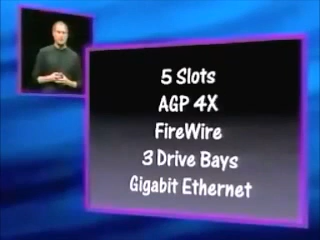 5 Slots
AGP 4X
FireWire
3 Drive Bays
Gigabit Ethernet